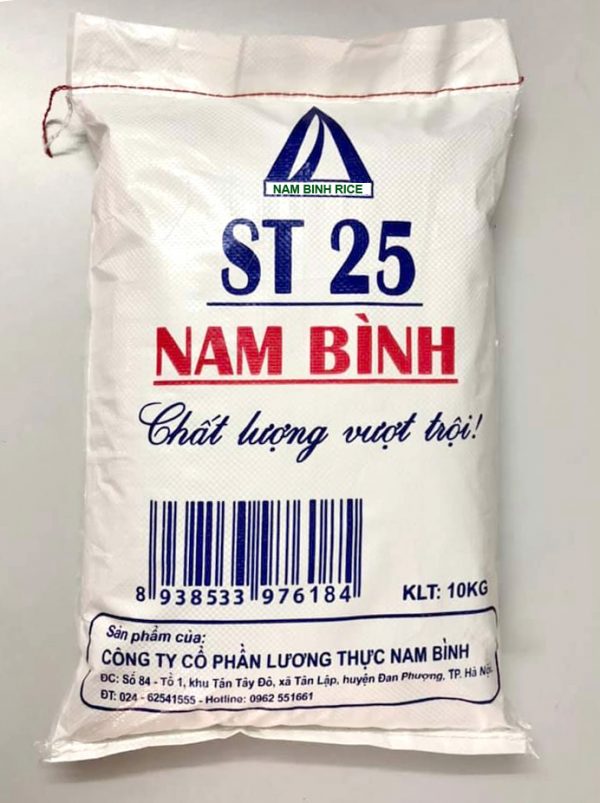 NAM BINH RICE
ST 25
NAM BÌNH
Chất lượng vượt trội!
8 938533 976184
KLT: 10KG
Sản phẩm của:
CÔNG TY CỔ PHẦN LƯƠNG THỰC NAM BÌNH
ĐC: Số 84 - Tổ 1, khu Tân Tây Đô, xã Tân Lập, huyện Đan Phượng, TP. Hà Nội.
ĐT: 024 - 62541555 - Hotline: 0962 551661